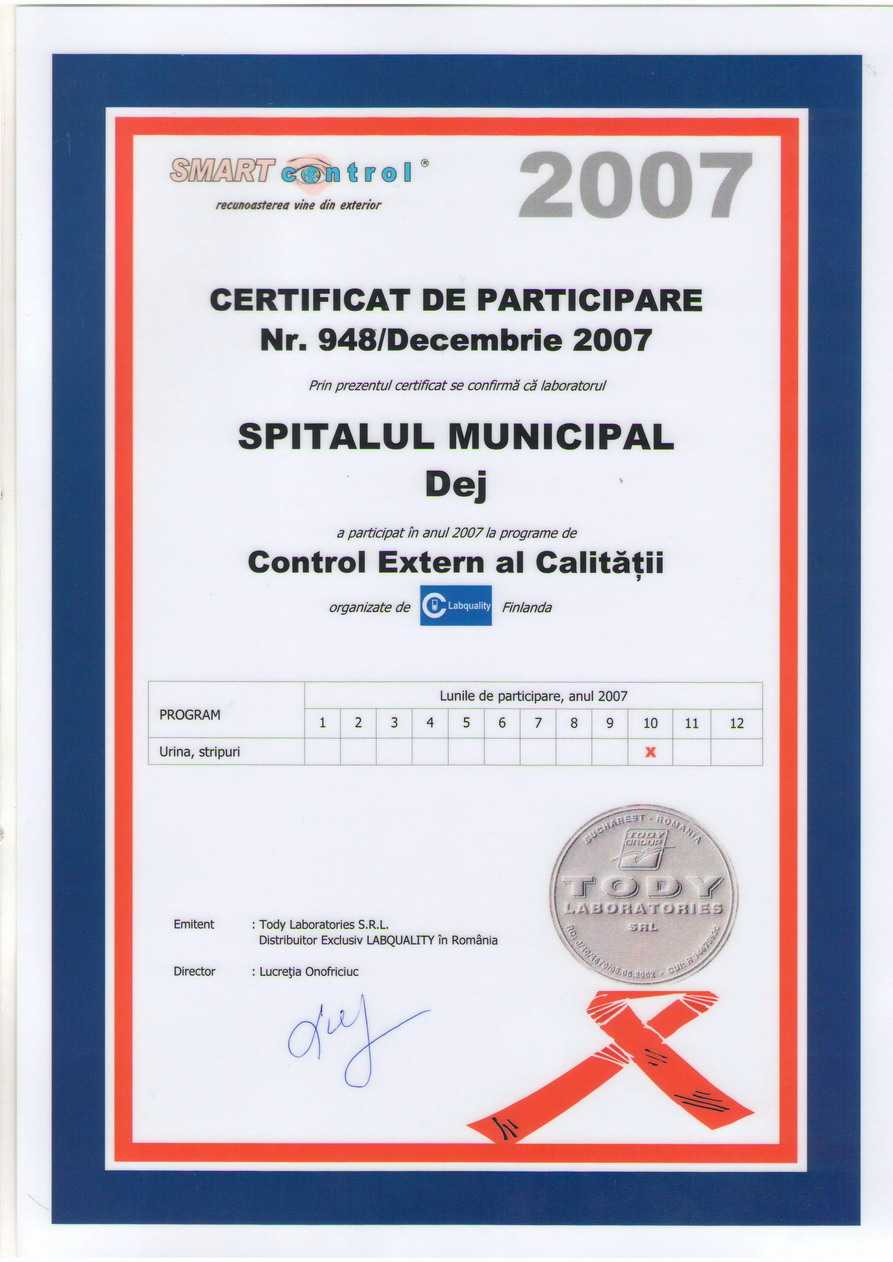 SMART control ®
recunoasterea vine din exterior
2007
CERTIFICAT DE PARTICIPARE
Nr. 948/Decembrie 2007
Prin prezentul certificat se confirmă că laboratorul
SPITALUL MUNICIPAL
Dej
a participat în anul 2007 la programe de
Control Extern al Calității
organizate de Labquality Finlanda
PROGRAM
Lunile de participare, anul 2007
1 2 3 4 5 6 7 8 9 10 11 12
Urina, stripuri X
BUCHAREST - ROMANIA
TODY
GROUP
TODY
LABORATORIES
SRL
Emitent : Tody Laboratories S.R.L.
Distribuitor Exclusiv LABQUALITY în România
Director : Lucreția Onofriciuc